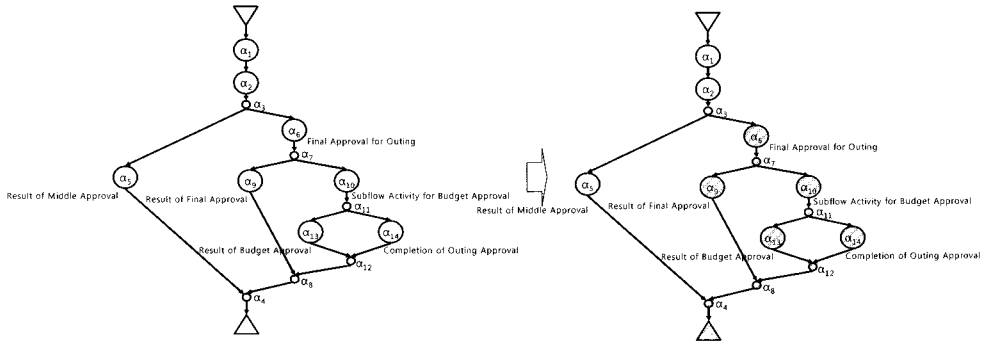 α1
α2
α3
α6
Final Approval for Outing
α7
α5
α9
α10
Result of Middle Approval
Result of Final Approval
Subflow Activity for Budget Approval
α11
α13
α14
Result of Budget Approval
Completion of Outing Approval
α12
α8
α4
α1
α2
α3
α6
Final Approval for Outing
α7
α5
α9
α10
Result of Middle Approval
Result of Final Approval
Subflow Activity for Budget Approval
α11
α13
α14
Result of Budget Approval
Completion of Outing Approval
α12
α8
α4